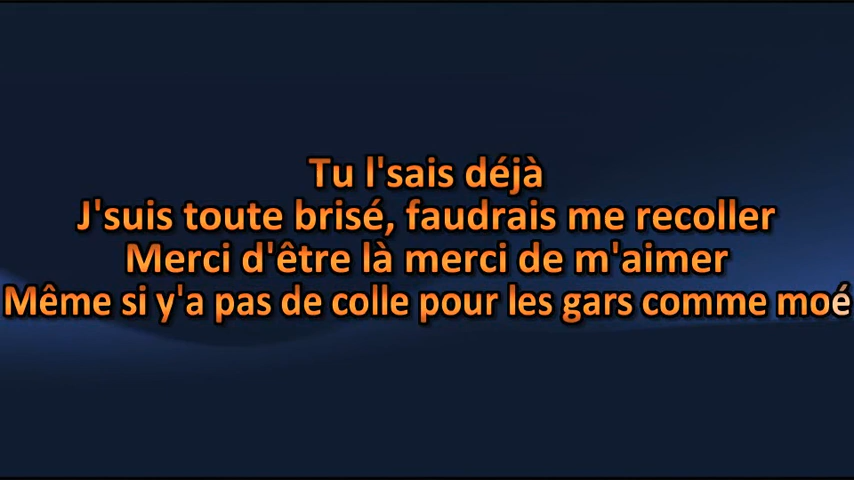 Tu l'sais déjà
J'suis toute brisé, faudrais me recoller
Merci d'être là merci de m'aimer
Même si y'a pas de colle pour les gars comme moé